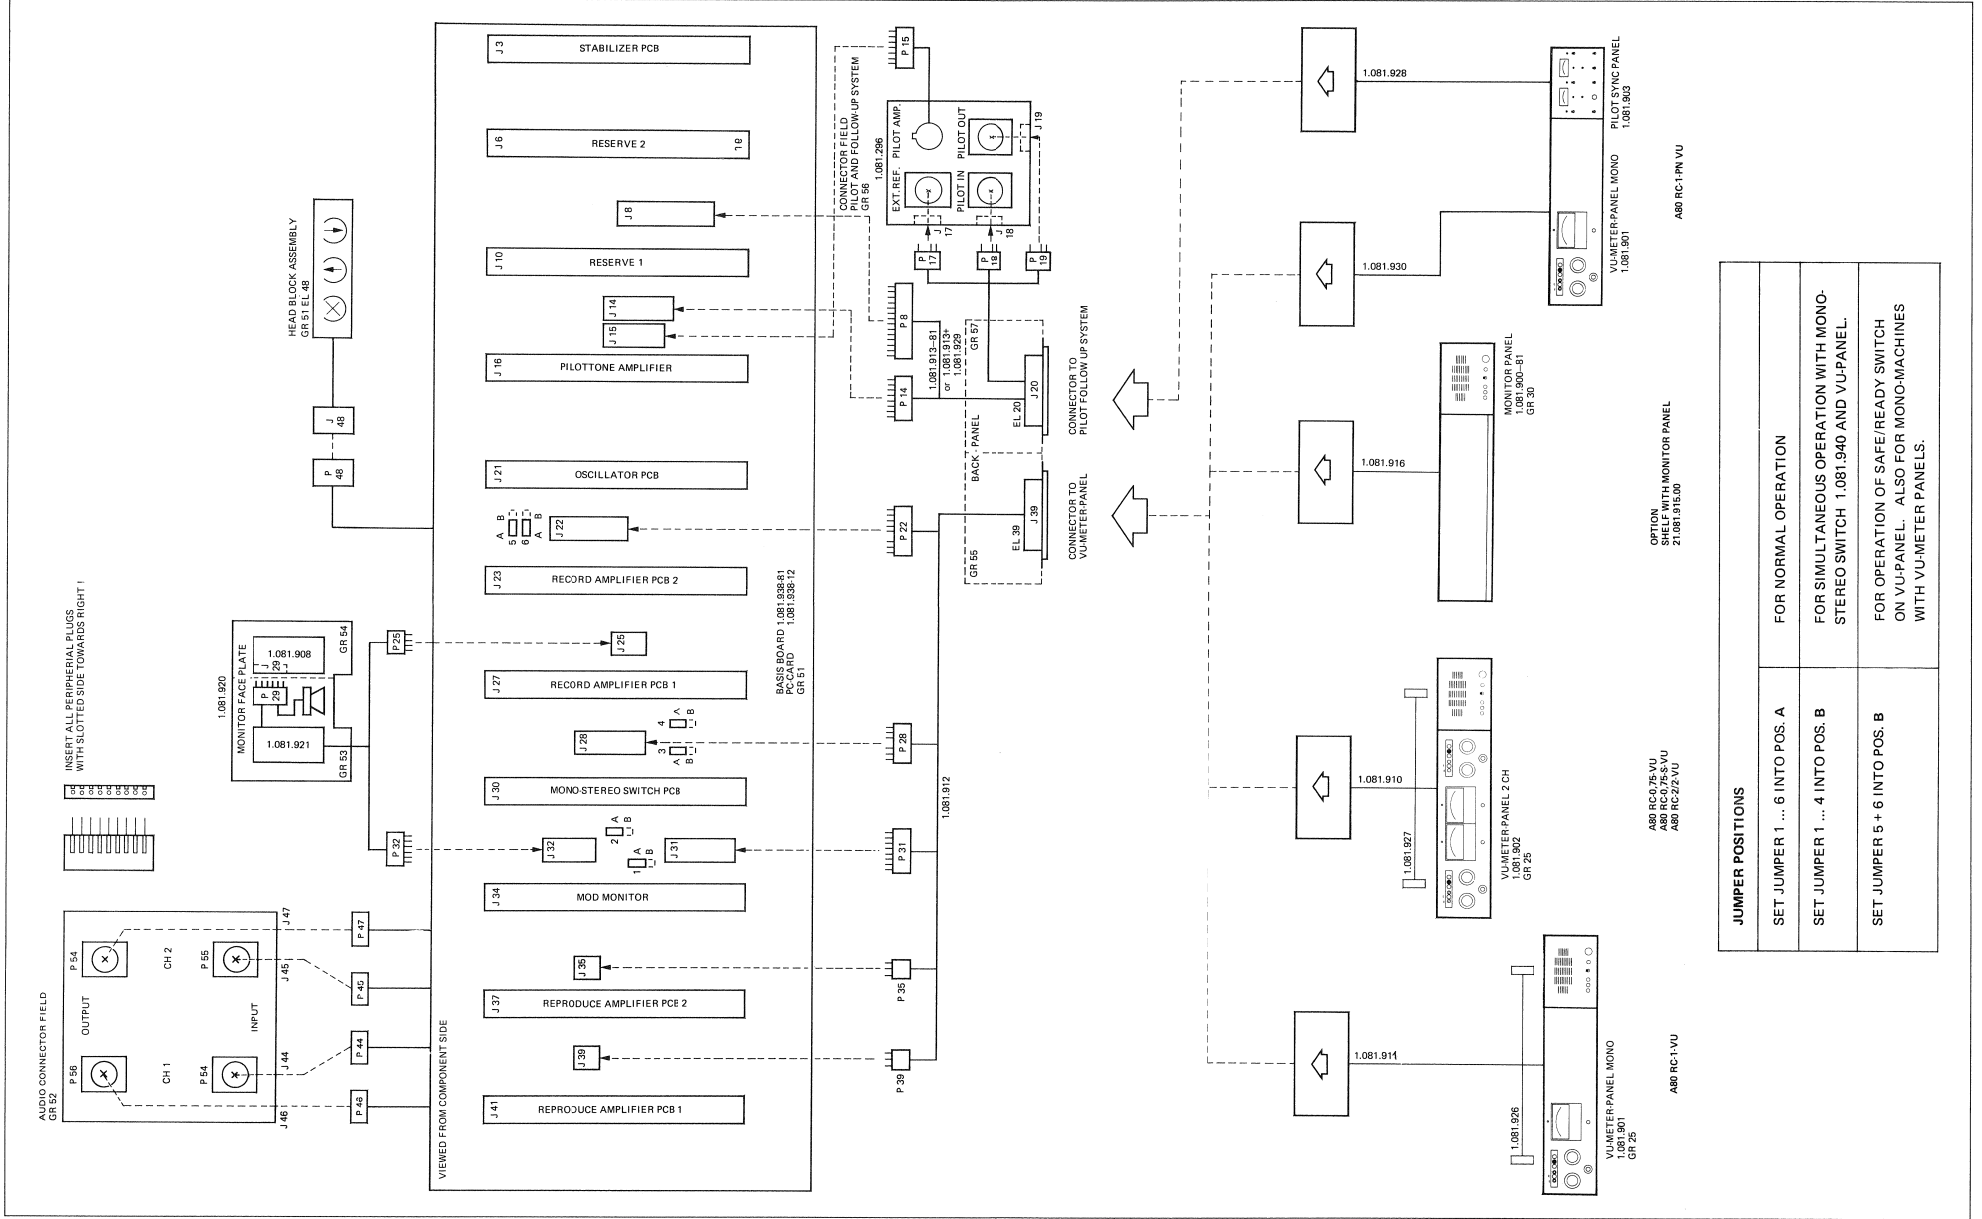 INSERT ALL PERIPHERIAL PLUGS
WITH SLOTTED SIDE TOWARDS RIGHT !
AUDIO CONNECTOR FIELD
GR 52
P 56
P 54
OUTPUT
CH 1
CH 2
INPUT
P 54
P 55
J 46
J 44
J 45
J 47
P 46
P 44
P 45
P 47
1.081.920
MONITOR FACE PLATE
1.081.921
P
29
J
29
1.081.908
GR 53
GR 54
P 32
P 25
HEAD BLOCK ASSEMBLY
GR 51 EL 48
P
48
J
48
VIEWED FROM COMPONENT SIDE
J 41
REPRODUCE AMPLIFIER PCB 1
J 39
J 37
REPRODUCE AMPLIFIER PCB 2
J 35
J 34
MOD MONITOR
J 32
J 31
1
A
B
2
A
B
J 30
MONO-STEREO SWITCH PCB
J 28
3
A
B
4
A
B
J 27
RECORD AMPLIFIER PCB 1
J 25
J 23
RECORD AMPLIFIER PCB 2
J 22
5
A
B
6
A
B
J 21
OSCILLATOR PCB
J 16
PILOTTONE AMPLIFIER
J 15
J 14
J 10
RESERVE 1
J 8
J 6
RESERVE 2
J 3
STABILIZER PCB
BASIS BOARD 1.081.938-81
PC-CARD 1.081.938-12
GR 51
P 39
P 35
P 31
P 28
P 22
P 14
P 8
P 15
1.081.912
1.081.913-81
or 1.081.913+
1.081.929
CONNECTOR FIELD
PILOT AND FOLLOW-UP SYSTEM
GR 56
1.081.296
EXT. REF.
PILOT AMP.
PILOT IN
PILOT OUT
J
17
J
18
J 19
P
17
P
18
P
19
GR 55
BACK - PANEL
GR 57
EL 39
J 39
EL 20
J 20
CONNECTOR TO
VU-METER-PANEL
CONNECTOR TO
PILOT FOLLOW UP SYSTEM
1.081.911
1.081.926
VU-METER-PANEL MONO
1.081.901
GR 25
A80 RC-1-VU
1.081.910
1.081.927
VU-METER-PANEL 2 CH
1.081.902
GR 25
A80 RC-0,75-VU
A80 RC-0,75-S-VU
A80 RC-2/2-VU
1.081.916
MONITOR PANEL
1.081.900-81
GR 30
OPTION
SHELF WITH MONITOR PANEL
21.081.915.00
1.081.930
1.081.928
VU-METER-PANEL MONO
1.081.901
PILOT SYNC PANEL
1.081.903
A80 RC-1-PN VU
JUMPER POSITIONS
SET JUMPER 1 ... 6 INTO POS. A
FOR NORMAL OPERATION
SET JUMPER 1 ... 4 INTO POS. B
FOR SIMULTANEOUS OPERATION WITH MONO-
STEREO SWITCH 1.081.940 AND VU-PANEL.
SET JUMPER 5 + 6 INTO POS. B
FOR OPERATION OF SAFE/READY SWITCH
ON VU-PANEL. ALSO FOR MONO-MACHINES
WITH VU-METER PANELS.